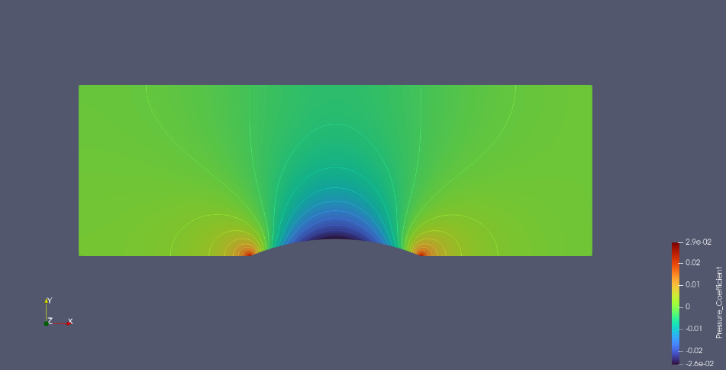 Y
Z X
2.9e-02
0.02
0.01
0
-0.01
-0.02
-2.6e-02
Pressure_Coefficient